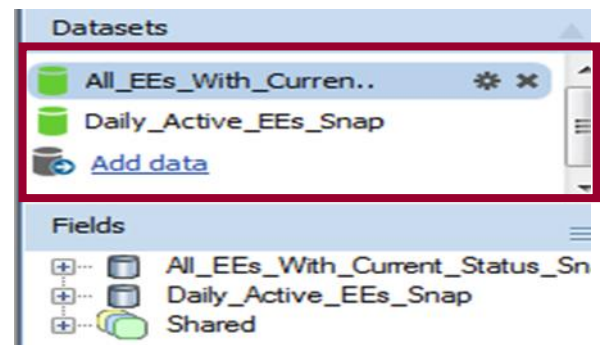 Datasets
All_EEs_With_Curren..
Daily_Active_EEs_Snap
Add data
Fields
All_EEs_With_Current_Status_Sn
Daily_Active_EEs_Snap
Shared